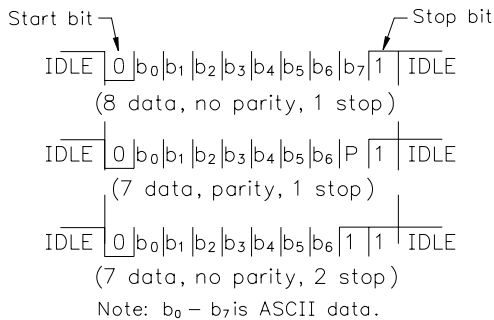 Start bit Stop bit
IDLE 0 b₀ b₁ b₂ b₃ b₄ b₅ b₆ b₇ 1 IDLE
(8 data, no parity, 1 stop)
IDLE 0 b₀ b₁ b₂ b₃ b₄ b₅ b₆ P 1 IDLE
(7 data, parity, 1 stop)
IDLE 0 b₀ b₁ b₂ b₃ b₄ b₅ b₆ 1 1 IDLE
(7 data, no parity, 2 stop)
Note: b₀ – b₇ is ASCII data.